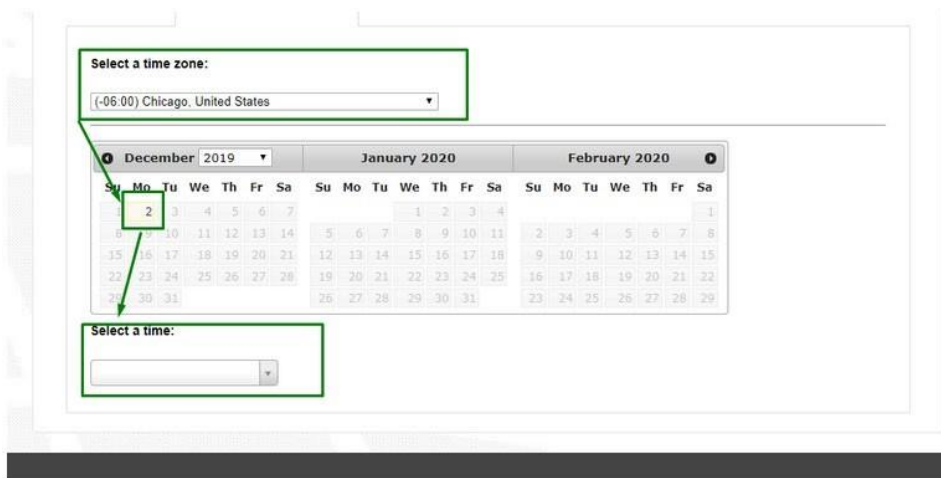 Select a time zone:
(-06:00) Chicago, United States
December 2019 January 2020 February 2020
Su Mo Tu We Th Fr Sa Su Mo Tu We Th Fr Sa Su Mo Tu We Th Fr Sa
1 2 3 4 5 6 7 1 2 3 4 1
8 9 10 11 12 13 14 5 6 7 8 9 10 11 2 3 4 5 6 7 8
15 16 17 18 19 20 21 12 13 14 15 16 17 18 9 10 11 12 13 14 15
22 23 24 25 26 27 28 19 20 21 22 23 24 25 16 17 18 19 20 21 22
29 30 31 26 27 28 29 30 31 23 24 25 26 27 28 29
Select a time: